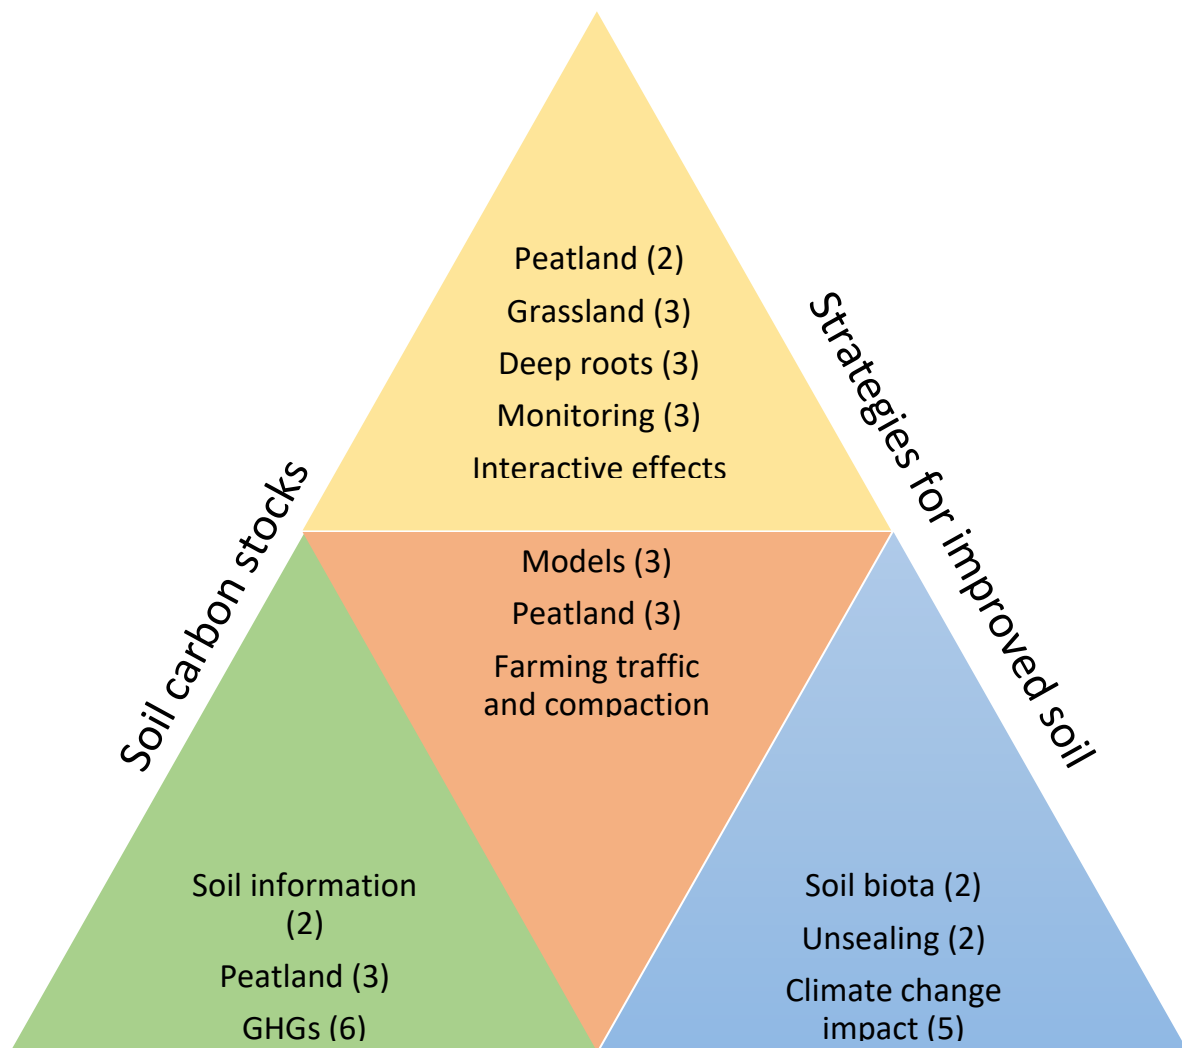 Peatland (2)
Grassland (3)
Deep roots (3)
Monitoring (3)
Interactive effects
Strategies for improved soil
Soil carbon stocks
Models (3)
Peatland (3)
Farming traffic
and compaction
Soil information
(2)
Peatland (3)
GHGs (6)
Soil biota (2)
Unsealing (2)
Climate change
impact (5)